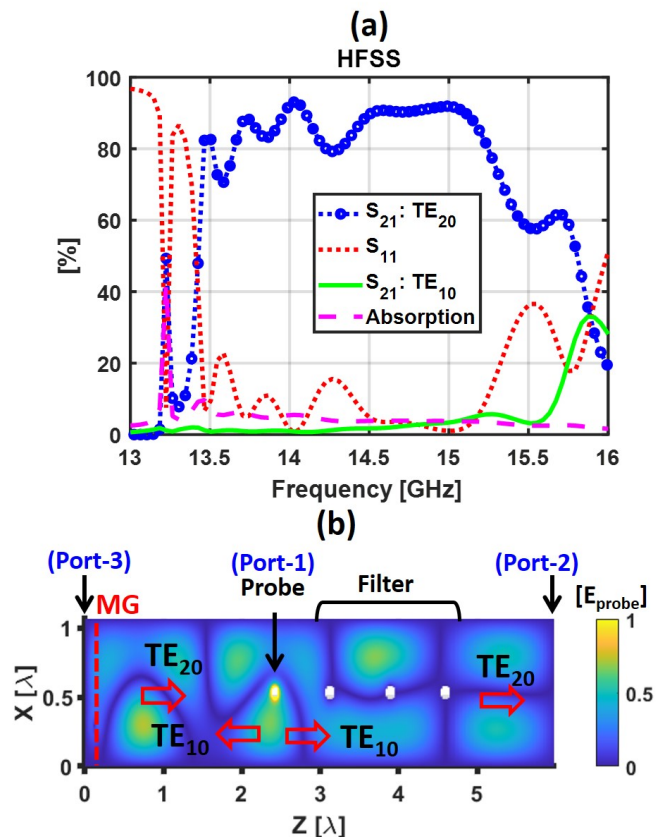 (a)
HFSS
100
80
60
40
20
0
[%]
S21: TE20
S11
S21: TE10
Absorption
13 13.5 14 14.5 15 15.5 16
Frequency [GHz]
(b)
(Port-3) (Port-1) (Port-2)
Probe Filter
MG [Eprobe]
TE20 TE20
TE10 TE10
1
0.5
0
X [λ]
0 1 2 3 4 5
Z [λ]
1
0.5
0